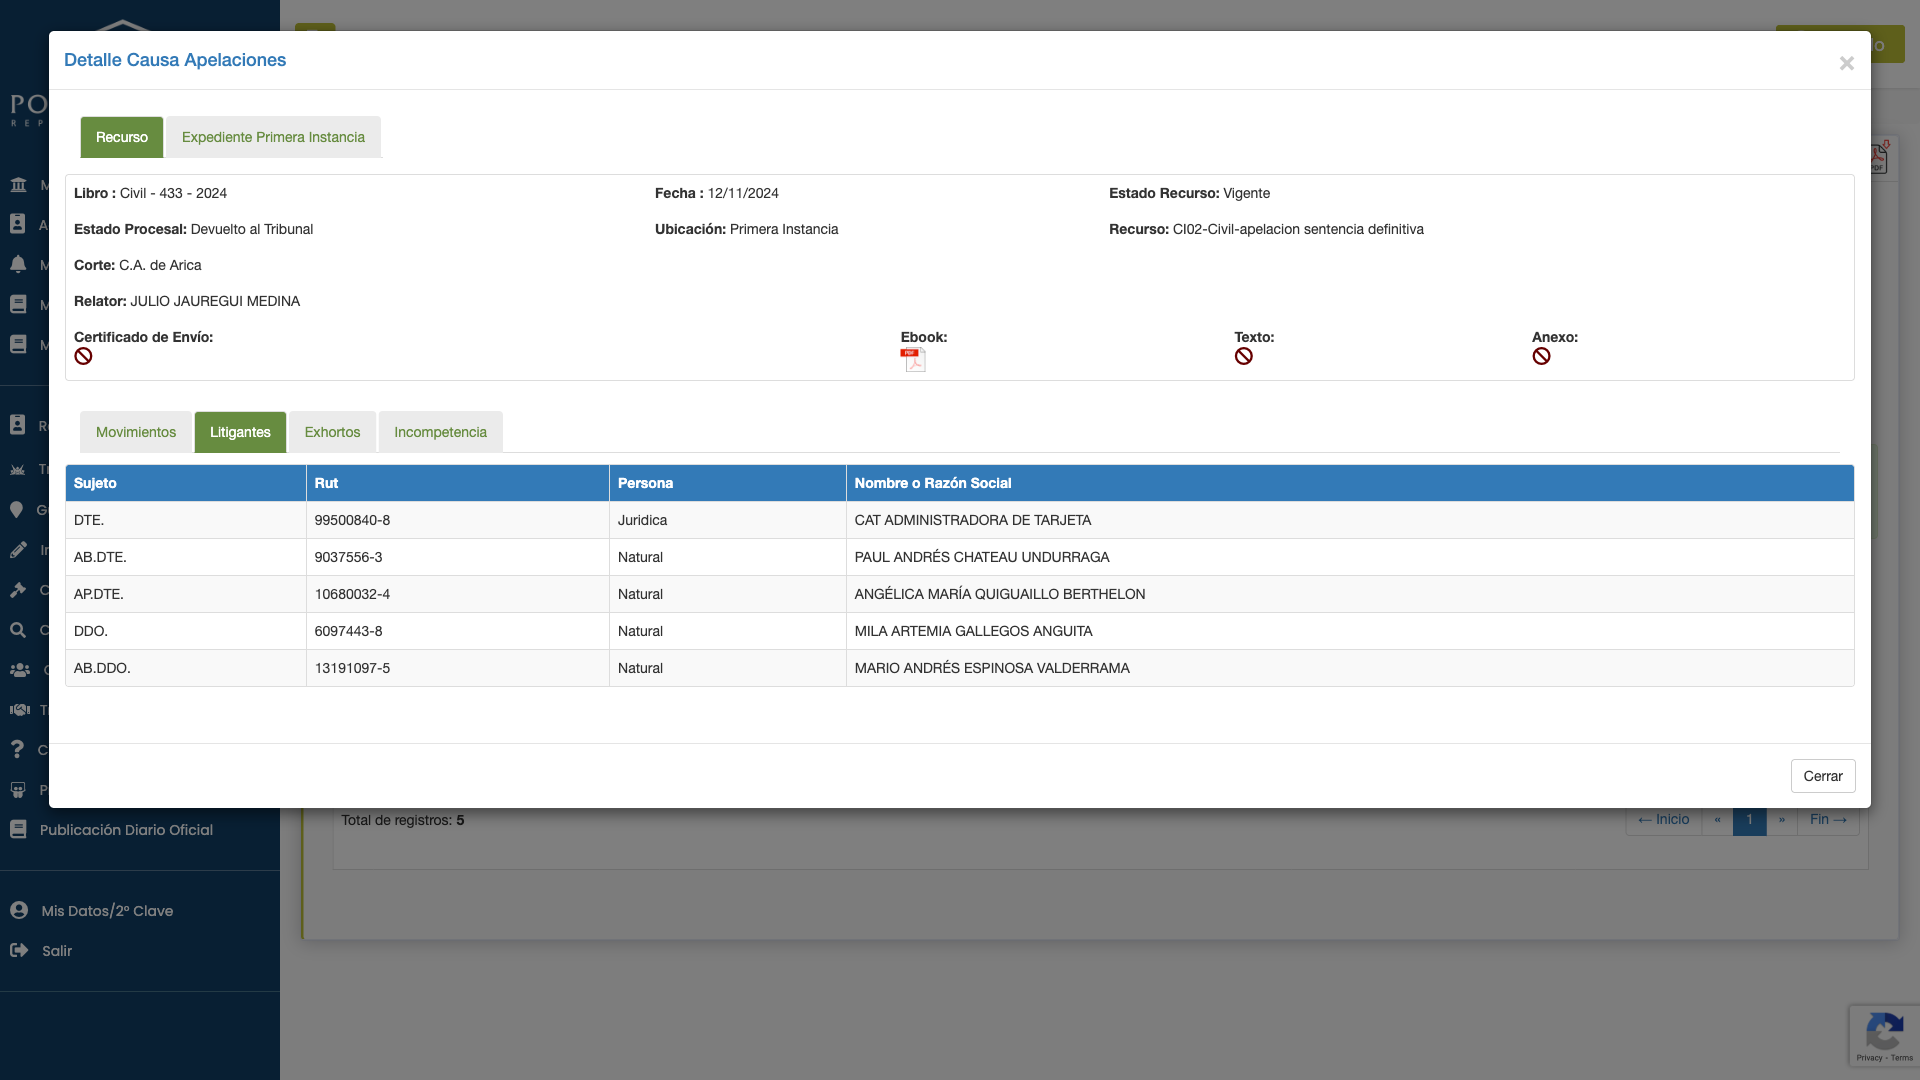 Detalle Causa Apelaciones
×
Recurso
Expediente Primera Instancia
Libro : Civil - 433 - 2024
Fecha : 12/11/2024
Estado Recurso: Vigente
Estado Procesal: Devuelto al Tribunal
Ubicación: Primera Instancia
Recurso: CI02-Civil-apelacion sentencia definitiva
Corte: C.A. de Arica
Relator: JULIO JAUREGUI MEDINA
Certificado de Envío:
Ebook:
Texto:
Anexo:
Movimientos
Litigantes
Exhortos
Incompetencia
Sujeto Rut Persona Nombre o Razón Social
DTE. 99500840-8 Juridica CAT ADMINISTRADORA DE TARJETA
AB.DTE. 9037556-3 Natural PAUL ANDRÉS CHATEAU UNDURRAGA
AP.DTE. 10680032-4 Natural ANGÉLICA MARÍA QUIGUAILLO BERTHELON
DDO. 6097443-8 Natural MILA ARTEMIA GALLEGOS ANGUITA
AB.DDO. 13191097-5 Natural MARIO ANDRÉS ESPINOSA VALDERRAMA
Cerrar
Total de registros: 5
← Inicio « 1 » Fin →
Publicación Diario Oficial
Mis Datos/2º Clave
Salir
Privacy - Terms